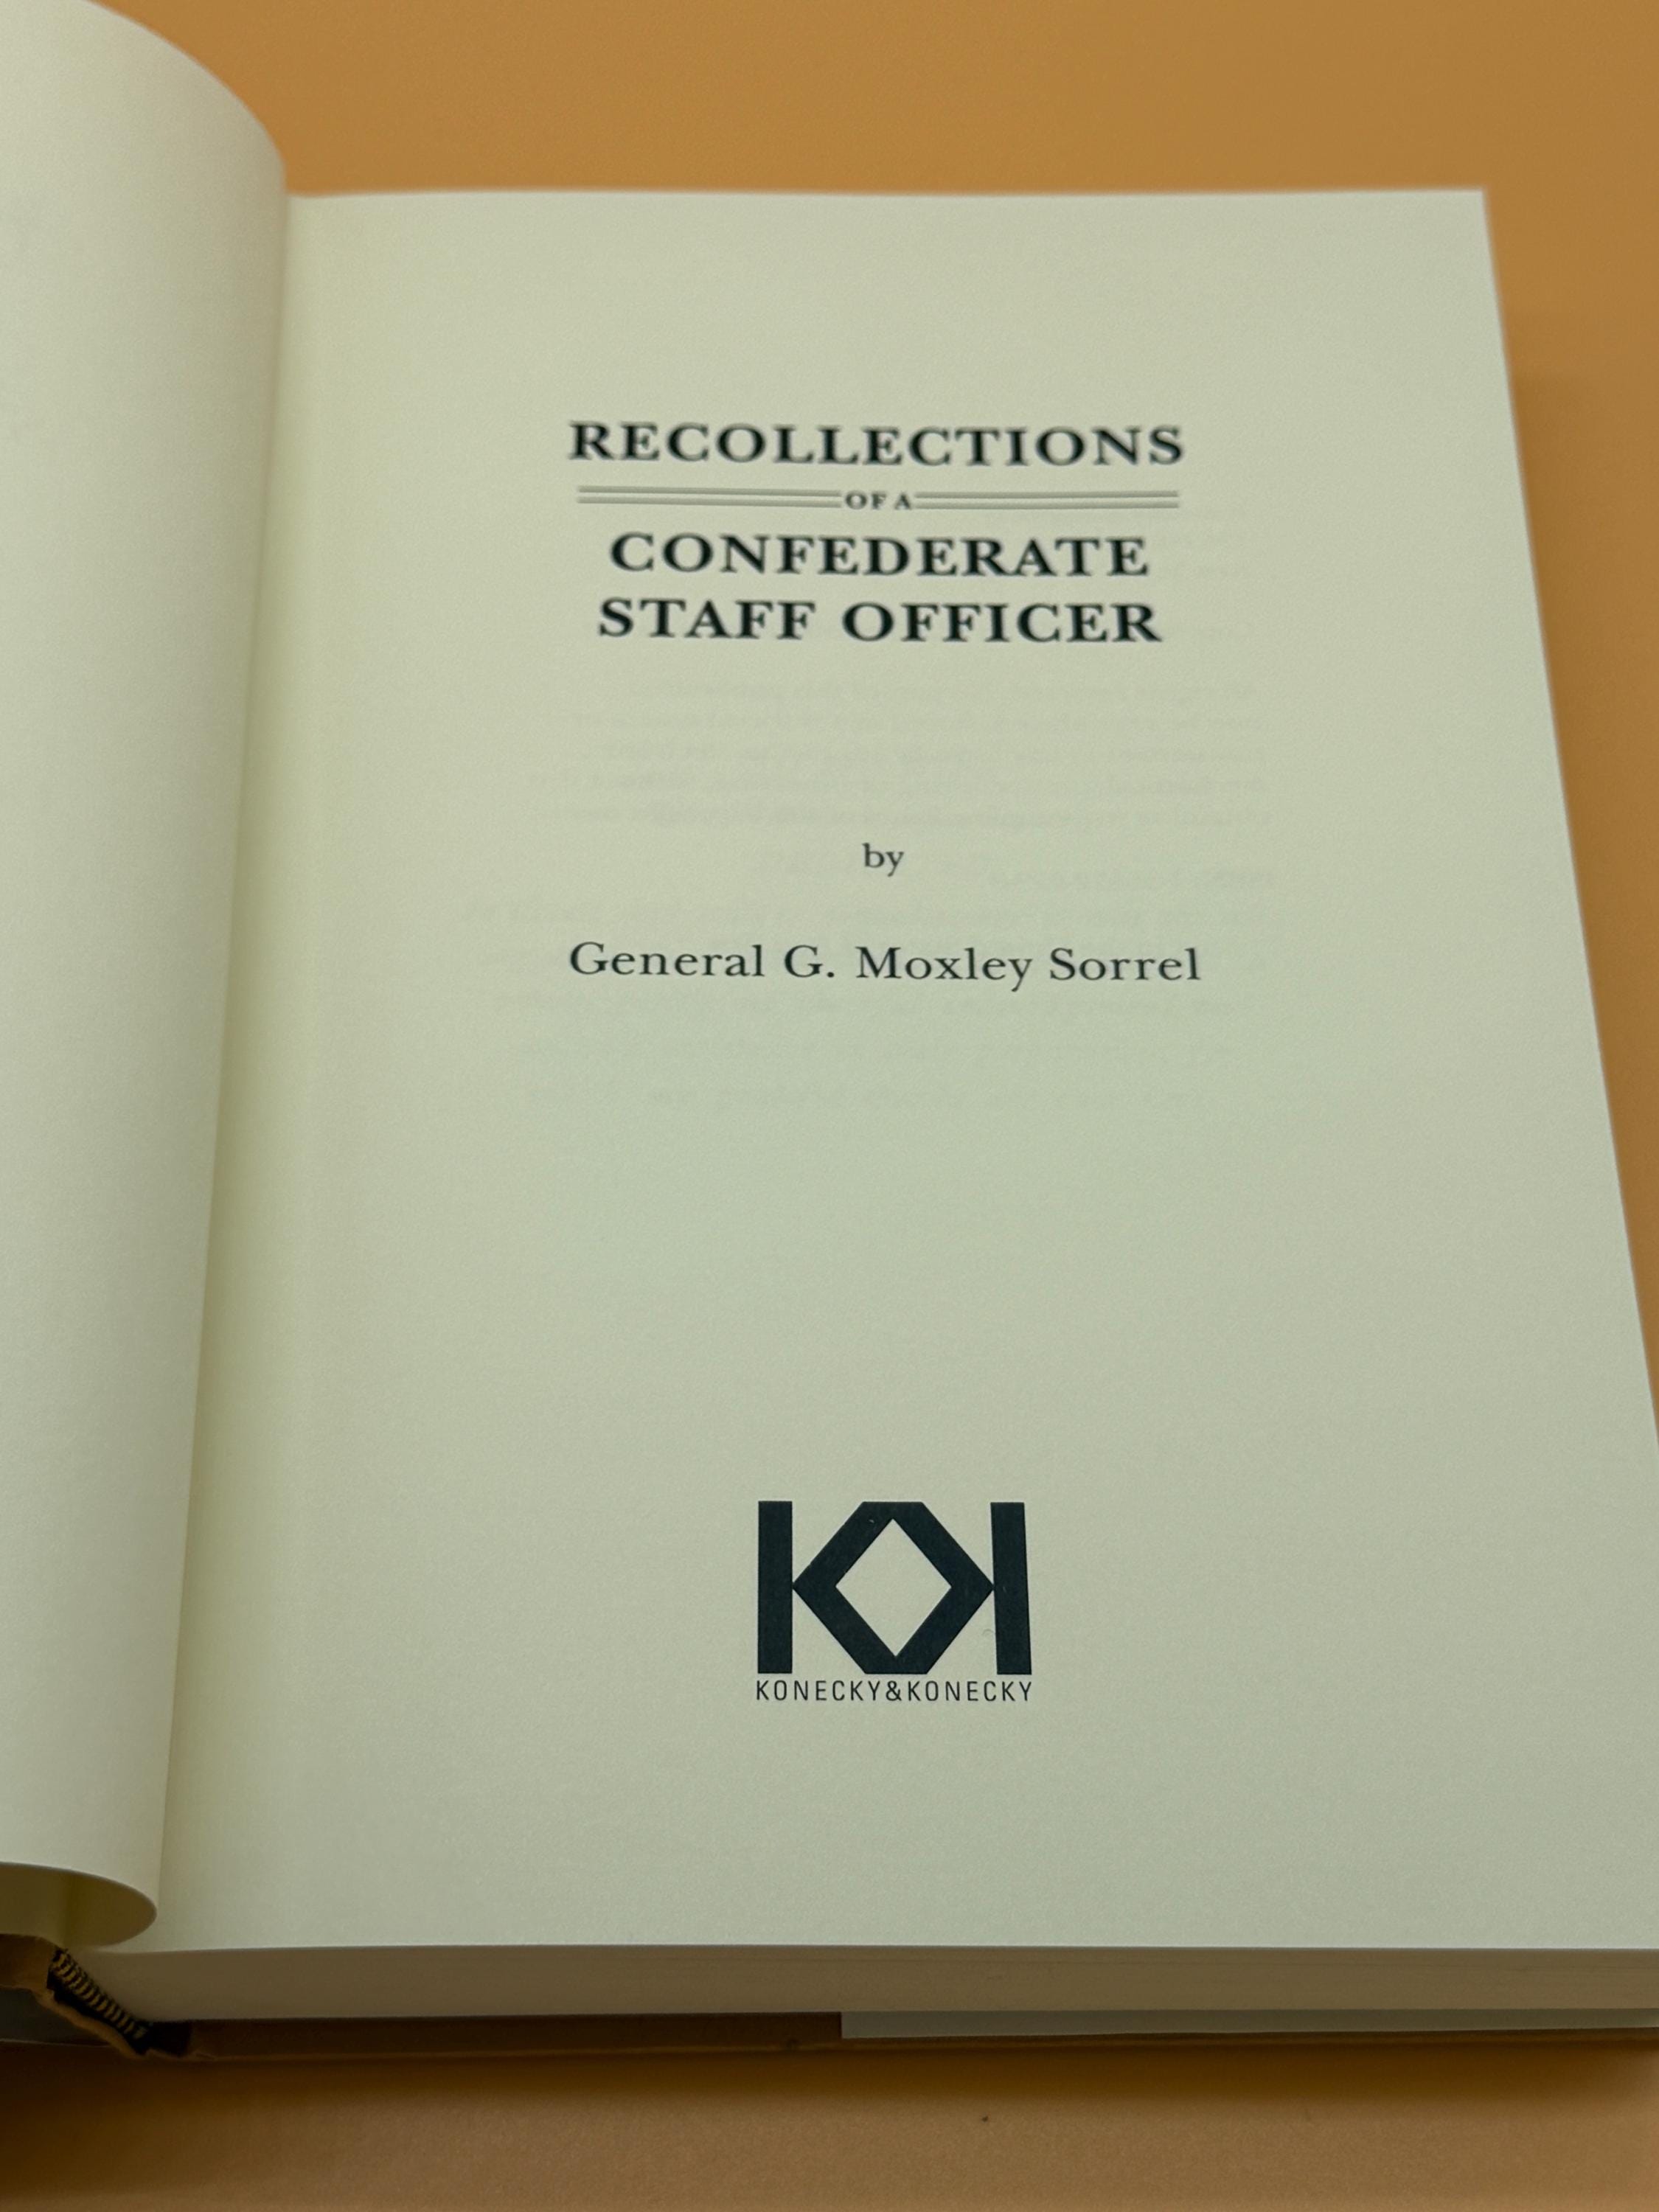 RECOLLECTIONS
OF A
CONFEDERATE
STAFF OFFICER
by
General G. Moxley Sorrel
KK
KONECKY&KONECKY